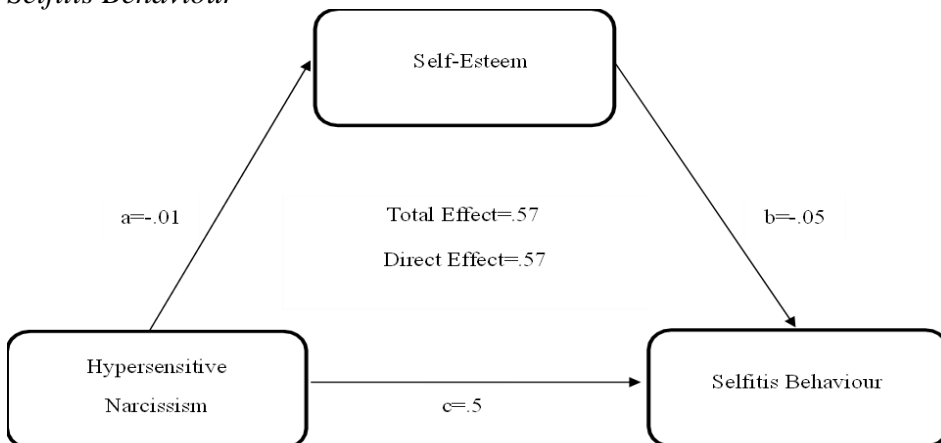 Selfitis Behaviour
Self-Esteem
a=-.01
Total Effect=.57
b=-.05
Direct Effect=.57
Hypersensitive
Narcissism
c=.5
Selfitis Behaviour